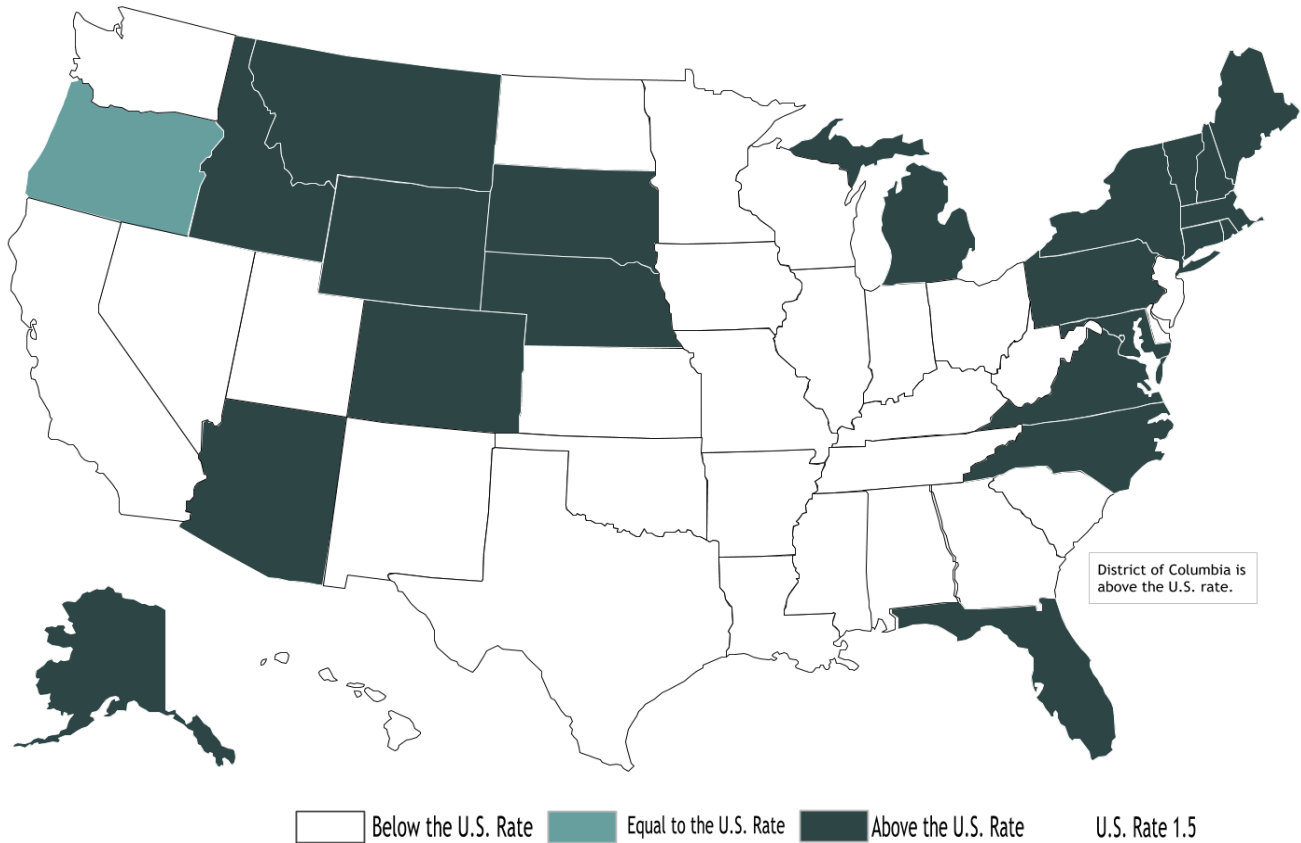 District of Columbia is
above the U.S. rate.
Below the U.S. Rate
Equal to the U.S. Rate
Above the U.S. Rate
U.S. Rate 1.5